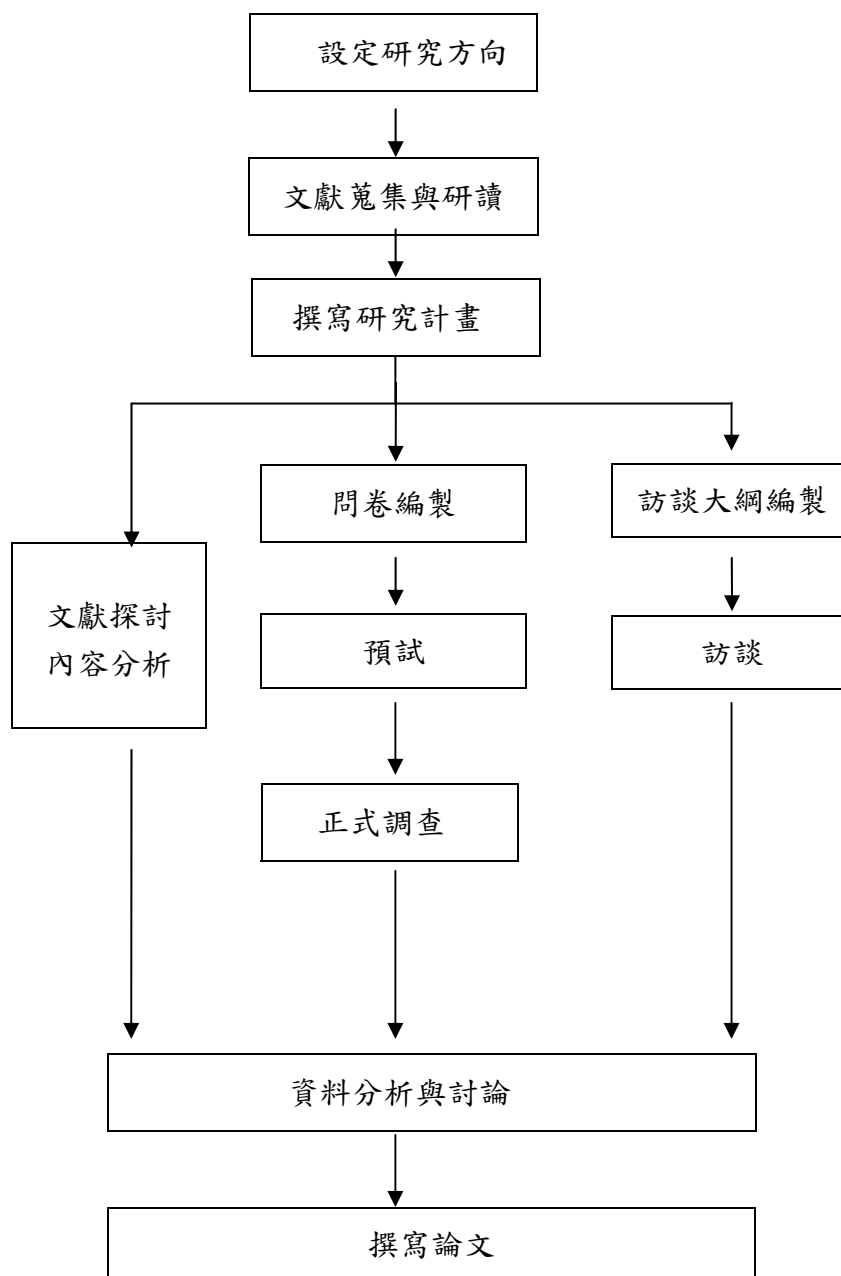 設定研究方向
文獻蒐集與研讀
撰寫研究計畫
問卷編製
訪談大綱編製
文獻探討
內容分析
預試
訪談
正式調查
資料分析與討論
撰寫論文